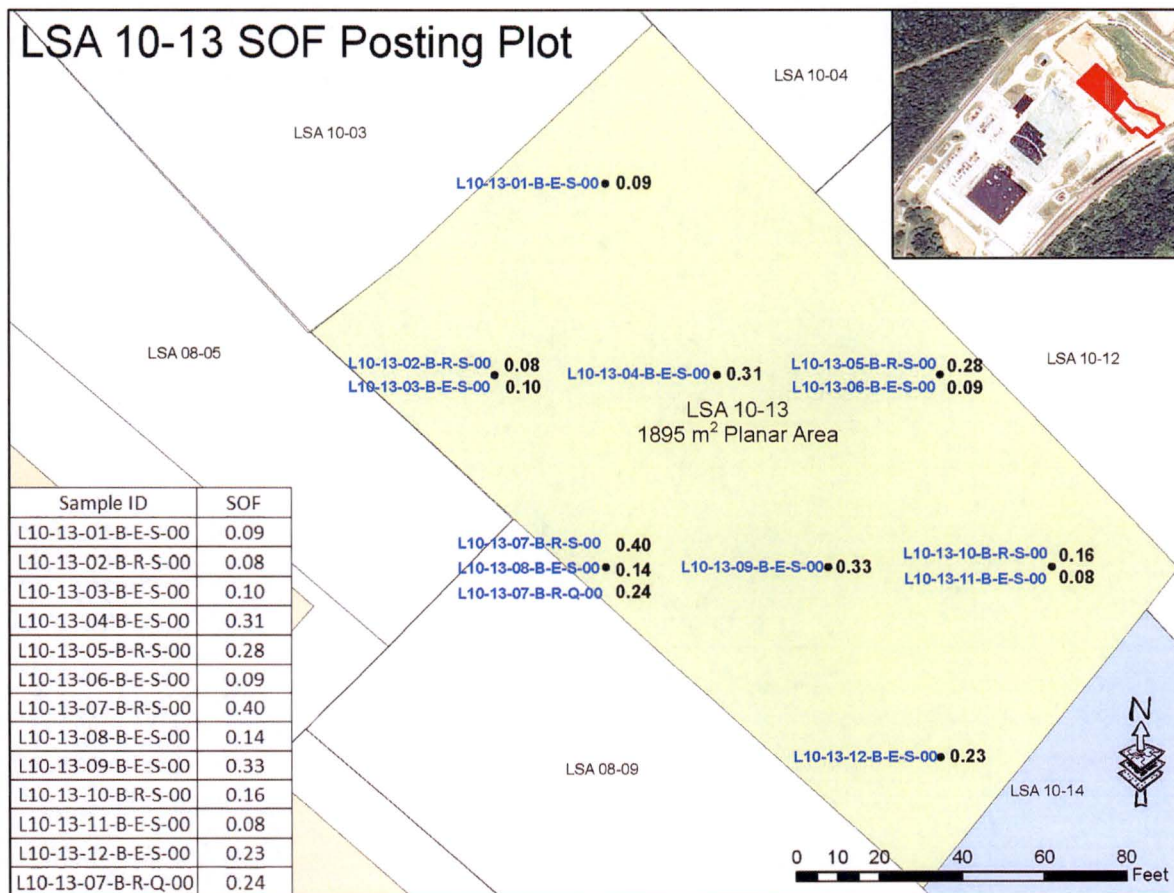 LSA 10-13 SOF Posting Plot
LSA 10-04
LSA 10-03
L10-13-01-B-E-S-00 0.09
LSA 08-05
LSA 10-12
L10-13-02-B-R-S-00 0.08
L10-13-03-B-E-S-00 0.10
L10-13-04-B-E-S-00 0.31
L10-13-05-B-R-S-00 0.28
L10-13-06-B-E-S-00 0.09
LSA 10-13
1895 m² Planar Area
L10-13-07-B-R-S-00 0.40
L10-13-08-B-E-S-00 0.14
L10-13-07-B-R-Q-00 0.24
L10-13-09-B-E-S-00 0.33
L10-13-10-B-R-S-00 0.16
L10-13-11-B-E-S-00 0.08
L10-13-12-B-E-S-00 0.23
LSA 08-09
LSA 10-14
Sample ID SOF
L10-13-01-B-E-S-00 0.09
L10-13-02-B-R-S-00 0.08
L10-13-03-B-E-S-00 0.10
L10-13-04-B-E-S-00 0.31
L10-13-05-B-R-S-00 0.28
L10-13-06-B-E-S-00 0.09
L10-13-07-B-R-S-00 0.40
L10-13-08-B-E-S-00 0.14
L10-13-09-B-E-S-00 0.33
L10-13-10-B-R-S-00 0.16
L10-13-11-B-E-S-00 0.08
L10-13-12-B-E-S-00 0.23
L10-13-07-B-R-Q-00 0.24
N
0 10 20 40 60 80
Feet